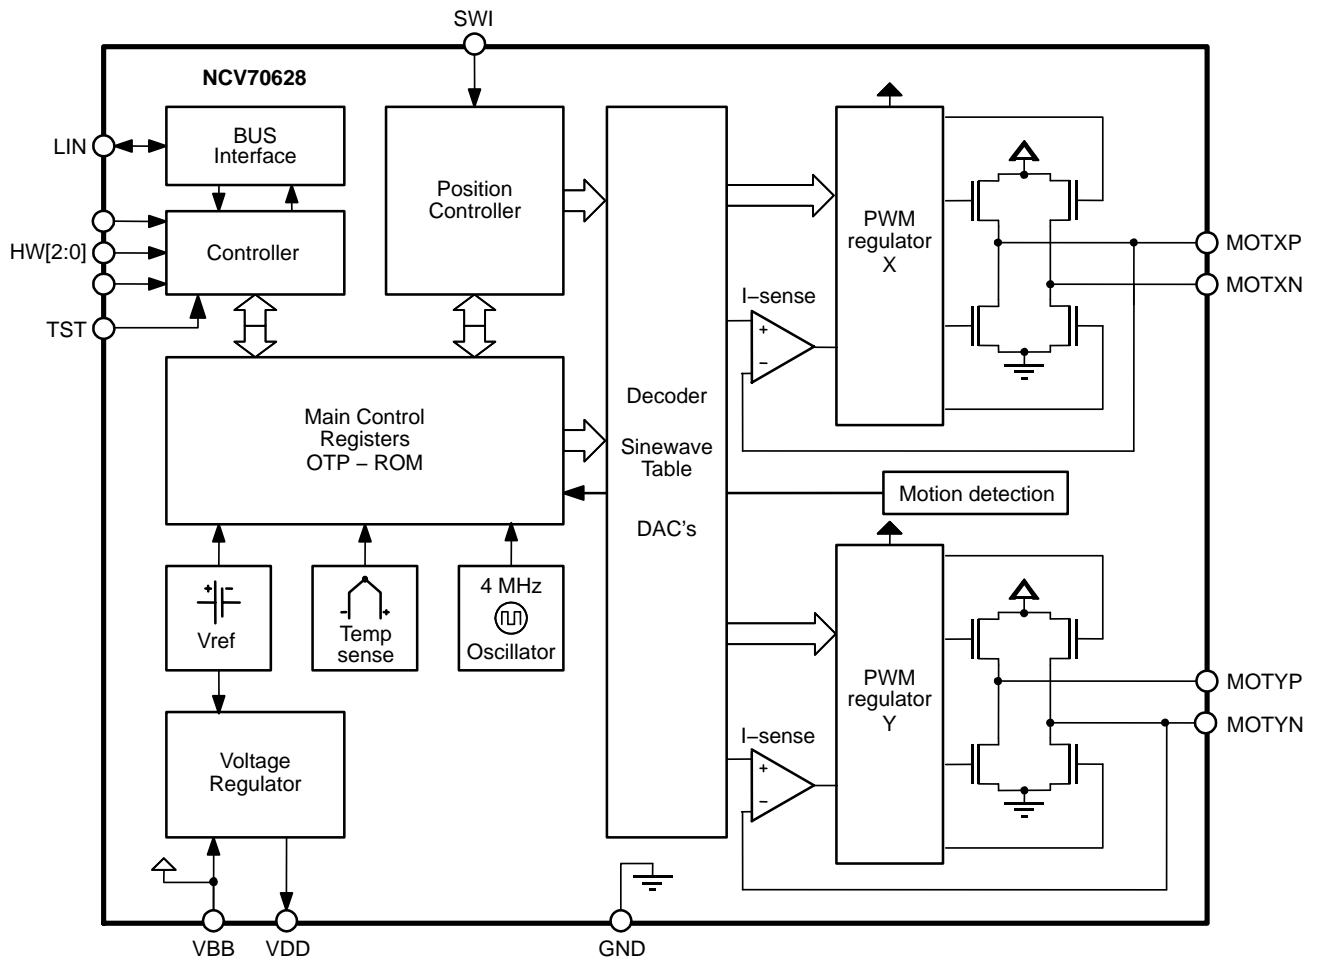 SWI
NCV70628
LIN
BUS
Interface
Position
Controller
PWM
regulator
X
HW[2:0]
Controller
MOTXP
MOTXN
TST
I–sense
+
–
Main Control
Registers
OTP – ROM
Decoder
Sinewave
Table
DAC's
Motion detection
+ -
Vref
- +
Temp
sense
4 MHz
Oscillator
PWM
regulator
Y
MOTYP
MOTYN
I–sense
+
–
Voltage
Regulator
VBB
VDD
GND